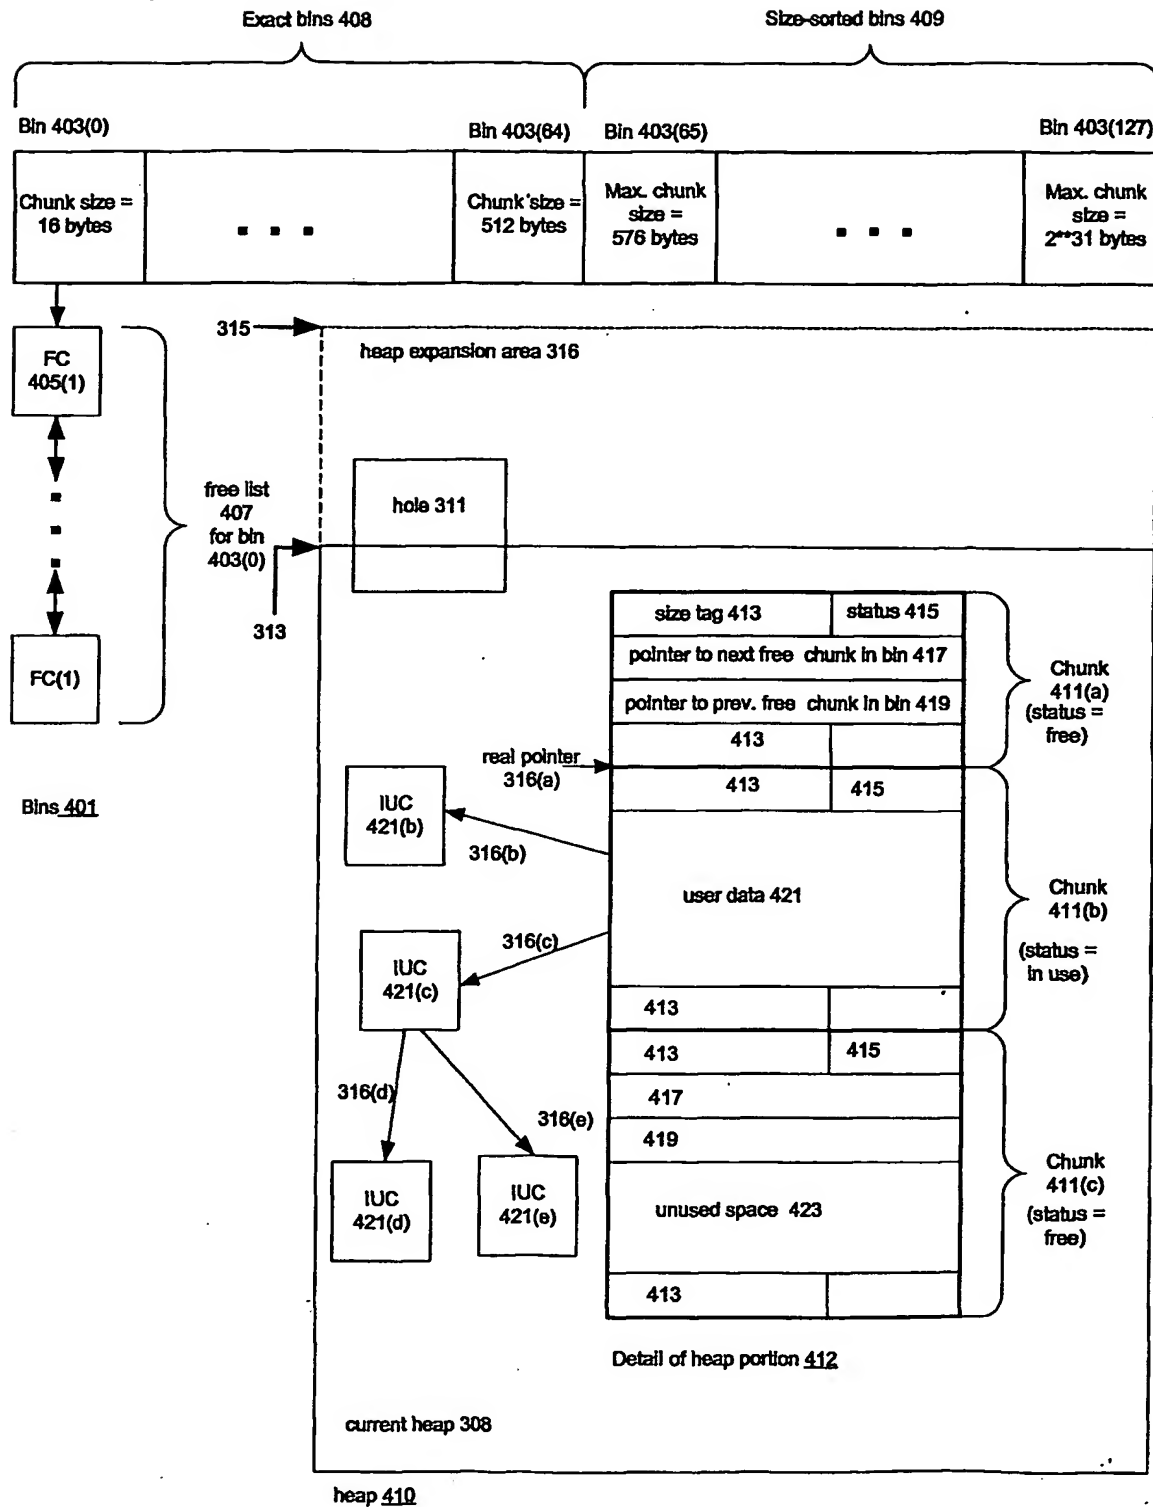 Exact bins 408
Size-sorted bins 409
Bin 403(0)
Bin 403(64)
Bin 403(65)
Bin 403(127)
Chunk size =
16 bytes
Chunk size =
512 bytes
Max. chunk
size =
576 bytes
Max. chunk
size =
2**31 bytes
315
heap expansion area 316
FC
405(1)
free list
407
for bin
403(0)
hole 311
313
FC(1)
size tag 413
status 415
pointer to next free chunk in bin 417
pointer to prev. free chunk in bin 419
413
Chunk
411(a)
(status =
free)
real pointer
316(a)
413
415
Bins 401
IUC
421(b)
316(b)
user data 421
Chunk
411(b)
(status =
in use)
316(c)
IUC
421(c)
413
413
415
316(d)
417
316(e)
419
IUC
421(d)
IUC
421(e)
unused space 423
Chunk
411(c)
(status =
free)
413
Detail of heap portion 412
current heap 308
heap 410